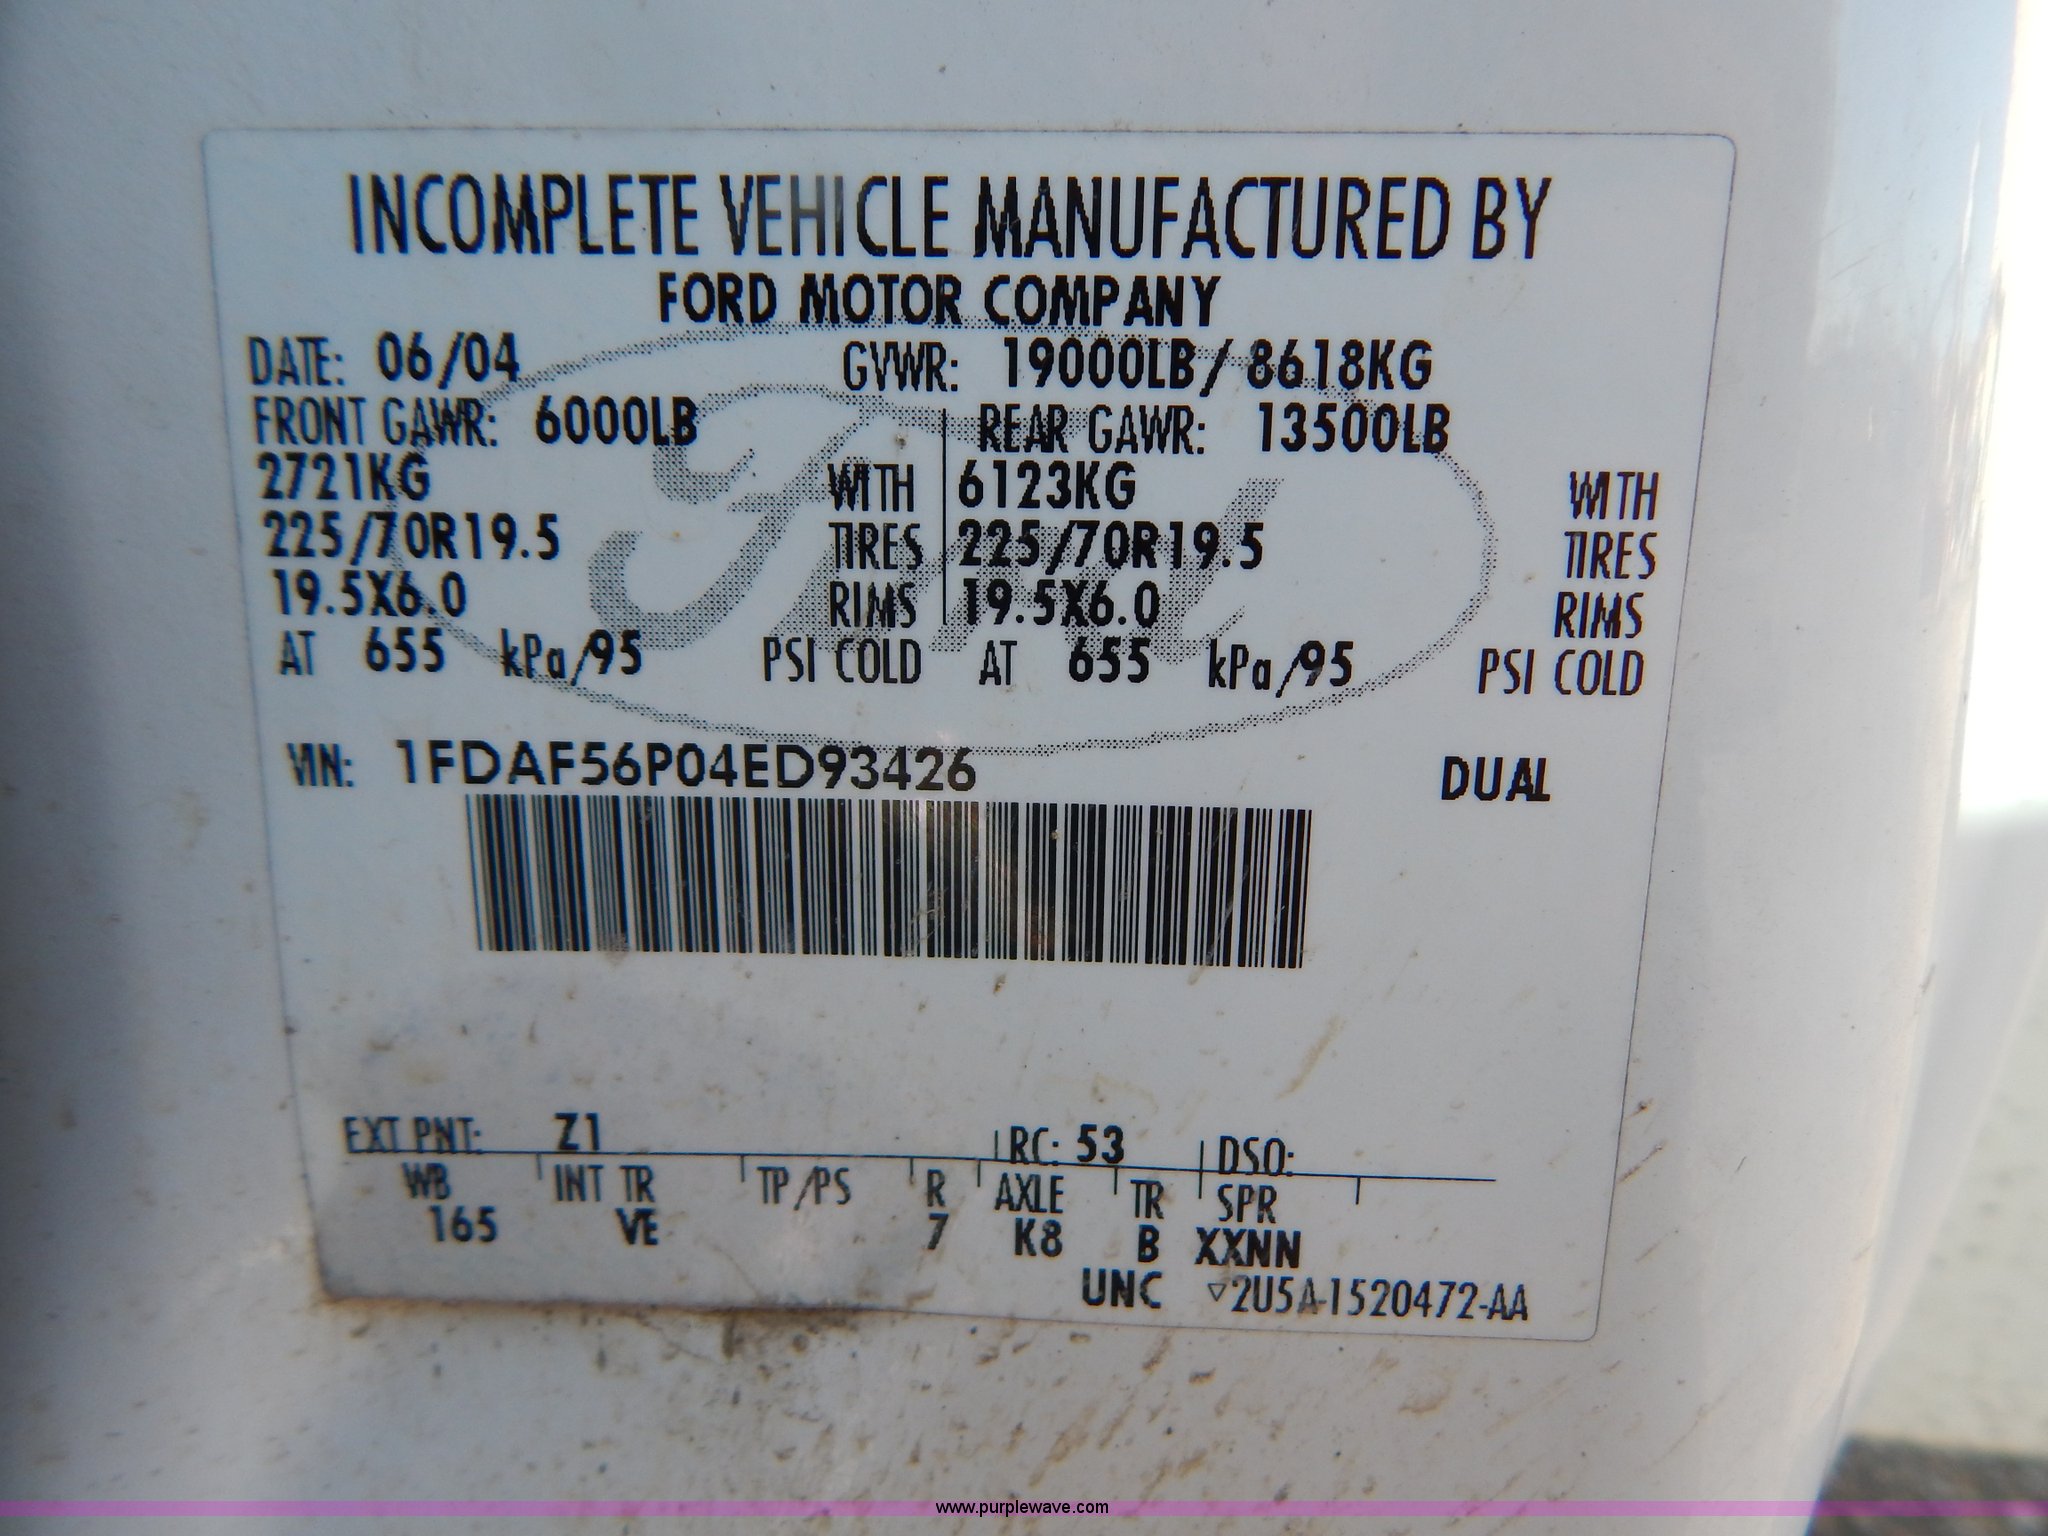 INCOMPLETE VEHICLE MANUFACTURED BY
FORD MOTOR COMPANY
DATE: 06/04 GVWR: 19000LB/ 8618KG
FRONT GAWR: 6000LB REAR GAWR: 13500LB
2721KG WITH 6123KG WITH
225/70R19.5 TIRES 225/70R19.5 TIRES
19.5X6.0 RIMS 19.5X6.0 RIMS
AT 655 kPa/95 PSI COLD AT 655 kPa/95 PSI COLD
VIN: 1FDAF56P04ED93426 DUAL
EXT PNT: Z1 RC: 53 DSO:
WB INT TR TP/PS R AXLE TR SPR
165 VE 7 K8 B XXNN
UNC ▽2U5A-1520472-AA
www.purplewave.com